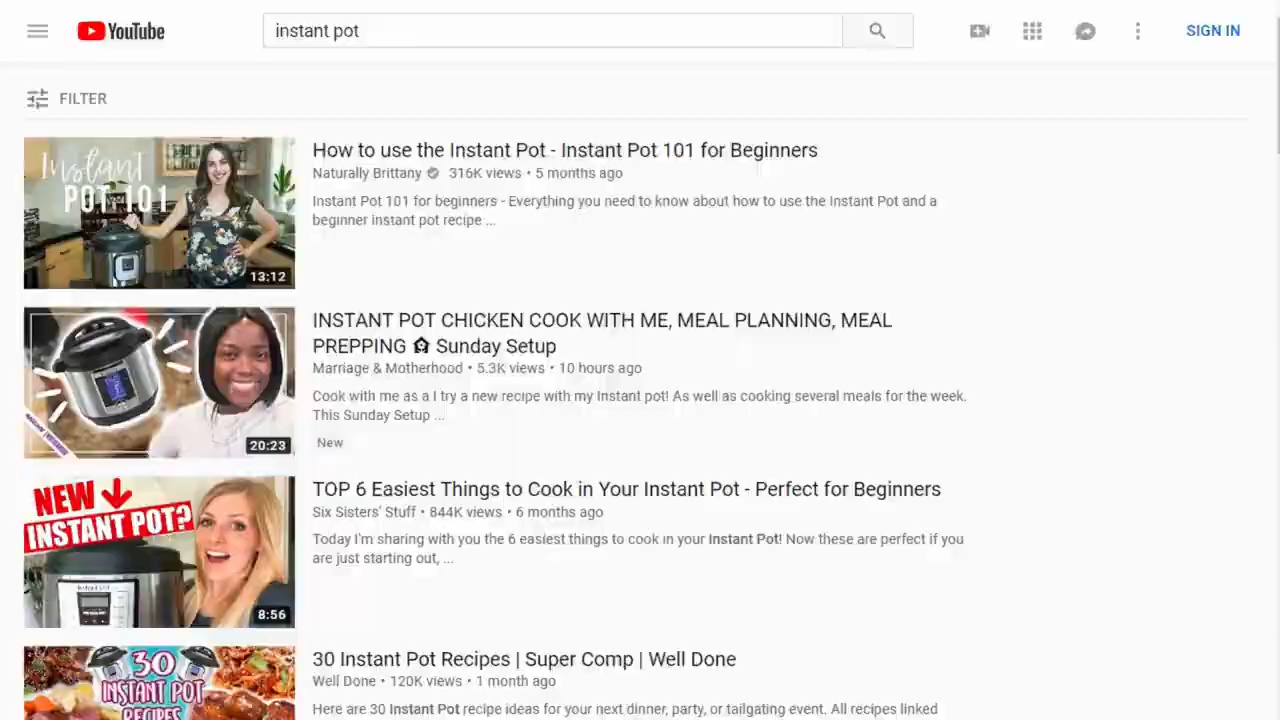 YouTube
instant pot
SIGN IN
FILTER
Instant
POT 101
13:12
How to use the Instant Pot - Instant Pot 101 for Beginners
Naturally Brittany 316K views • 5 months ago
Instant Pot 101 for beginners - Everything you need to know about how to use the Instant Pot and a
beginner instant pot recipe ...
20:23
INSTANT POT CHICKEN COOK WITH ME, MEAL PLANNING, MEAL
PREPPING 🏠 Sunday Setup
Marriage & Motherhood • 5.3K views • 10 hours ago
Cook with me as a I try a new recipe with my Instant pot! As well as cooking several meals for the week.
This Sunday Setup ...
New
NEW
INSTANT POT?
8:56
TOP 6 Easiest Things to Cook in Your Instant Pot - Perfect for Beginners
Six Sisters' Stuff • 844K views • 6 months ago
Today I'm sharing with you the 6 easiest things to cook in your Instant Pot! Now these are perfect if you
are just starting out, ...
30
INSTANT POT
RECIPES
30 Instant Pot Recipes | Super Comp | Well Done
Well Done • 120K views • 1 month ago
Here are 30 Instant Pot recipe ideas for your next dinner, party, or tailgating event. All recipes linked